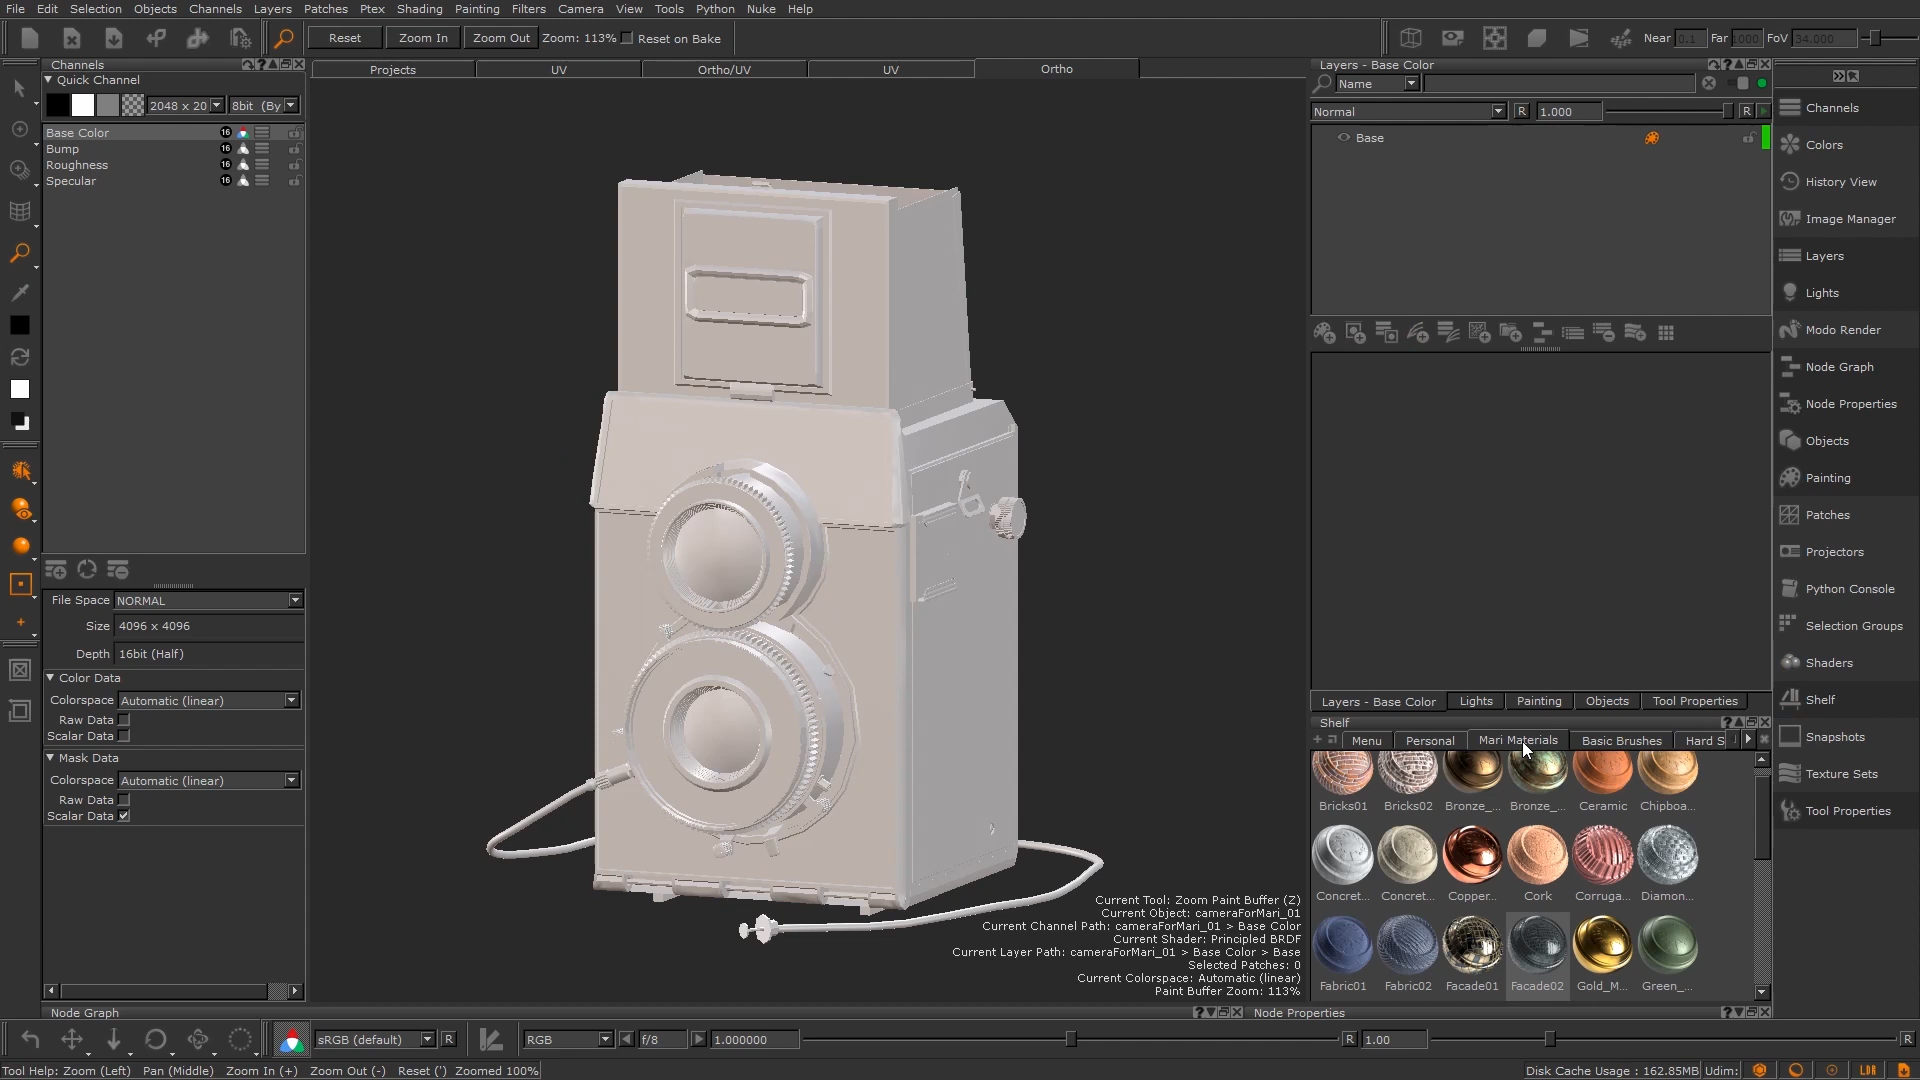 File Edit Selection Objects Channels Layers Patches Ptex Shading Painting Filters Camera View Tools Python Nuke Help
Reset Zoom In Zoom Out Zoom: 113% Reset on Bake Near 0.1 Far 1000 FoV 34.000
Channels
Quick Channel
2048 x 20 8bit (By
Base Color 16
Bump 16
Roughness 16
Specular 16
File Space NORMAL
Size 4096 x 4096
Depth 16bit (Half)
Color Data
Colorspace Automatic (linear)
Raw Data
Scalar Data
Mask Data
Colorspace Automatic (linear)
Raw Data
Scalar Data
Projects UV Ortho/UV UV Ortho
Current Tool: Zoom Paint Buffer (Z)
Current Object: cameraForMari_01
Current Channel Path: cameraForMari_01 > Base Color
Current Shader: Principled BRDF
Current Layer Path: cameraForMari_01 > Base Color > Base
Selected Patches: 0
Current Colorspace: Automatic (linear)
Paint Buffer Zoom: 113%
Layers - Base Color
Name
Normal R 1.000 R
Base
Layers - Base Color Lights Painting Objects Tool Properties
Shelf
Menu Personal Mari Materials Basic Brushes Hard S
Bricks01 Bricks02 Bronze_... Bronze_... Ceramic Chipboa...
Concret... Concret... Copper... Cork Corruga... Diamon...
Fabric01 Fabric02 Facade01 Facade02 Gold_M... Green_...
Channels
Colors
History View
Image Manager
Layers
Lights
Modo Render
Node Graph
Node Properties
Objects
Painting
Patches
Projectors
Python Console
Selection Groups
Shaders
Shelf
Snapshots
Texture Sets
Tool Properties
Node Graph Node Properties
sRGB (default) R RGB f/8 1.000000 R 1.00 R
Tool Help: Zoom (Left) Pan (Middle) Zoom In (+) Zoom Out (-) Reset (') Zoomed 100% Disk Cache Usage : 162.85MB Udim: LDR